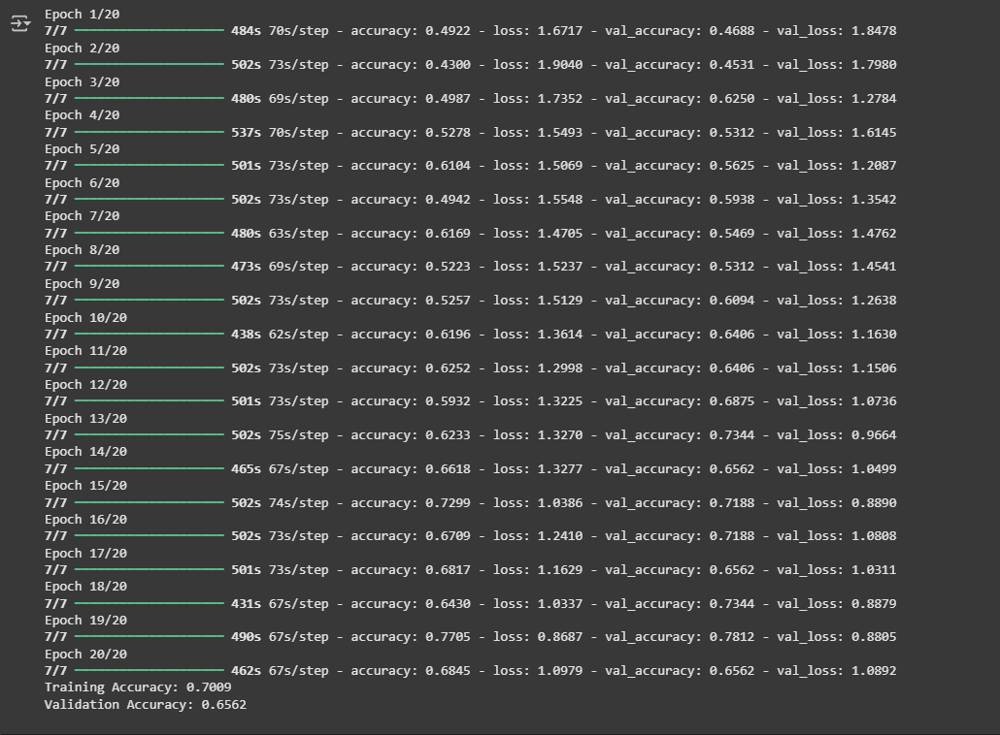 Epoch 1/20
7/7 ━━━━━━━━━━━━━━━━━━━━ 484s 70s/step - accuracy: 0.4922 - loss: 1.6717 - val_accuracy: 0.4688 - val_loss: 1.8478
Epoch 2/20
7/7 ━━━━━━━━━━━━━━━━━━━━ 502s 73s/step - accuracy: 0.4300 - loss: 1.9040 - val_accuracy: 0.4531 - val_loss: 1.7980
Epoch 3/20
7/7 ━━━━━━━━━━━━━━━━━━━━ 480s 69s/step - accuracy: 0.4987 - loss: 1.7352 - val_accuracy: 0.6250 - val_loss: 1.2784
Epoch 4/20
7/7 ━━━━━━━━━━━━━━━━━━━━ 537s 70s/step - accuracy: 0.5278 - loss: 1.5493 - val_accuracy: 0.5312 - val_loss: 1.6145
Epoch 5/20
7/7 ━━━━━━━━━━━━━━━━━━━━ 501s 73s/step - accuracy: 0.6104 - loss: 1.5069 - val_accuracy: 0.5625 - val_loss: 1.2087
Epoch 6/20
7/7 ━━━━━━━━━━━━━━━━━━━━ 502s 73s/step - accuracy: 0.4942 - loss: 1.5548 - val_accuracy: 0.5938 - val_loss: 1.3542
Epoch 7/20
7/7 ━━━━━━━━━━━━━━━━━━━━ 480s 63s/step - accuracy: 0.6169 - loss: 1.4705 - val_accuracy: 0.5469 - val_loss: 1.4762
Epoch 8/20
7/7 ━━━━━━━━━━━━━━━━━━━━ 473s 69s/step - accuracy: 0.5223 - loss: 1.5237 - val_accuracy: 0.5312 - val_loss: 1.4541
Epoch 9/20
7/7 ━━━━━━━━━━━━━━━━━━━━ 502s 73s/step - accuracy: 0.5257 - loss: 1.5129 - val_accuracy: 0.6094 - val_loss: 1.2638
Epoch 10/20
7/7 ━━━━━━━━━━━━━━━━━━━━ 438s 62s/step - accuracy: 0.6196 - loss: 1.3614 - val_accuracy: 0.6406 - val_loss: 1.1630
Epoch 11/20
7/7 ━━━━━━━━━━━━━━━━━━━━ 502s 73s/step - accuracy: 0.6252 - loss: 1.2998 - val_accuracy: 0.6406 - val_loss: 1.1506
Epoch 12/20
7/7 ━━━━━━━━━━━━━━━━━━━━ 501s 73s/step - accuracy: 0.5932 - loss: 1.3225 - val_accuracy: 0.6875 - val_loss: 1.0736
Epoch 13/20
7/7 ━━━━━━━━━━━━━━━━━━━━ 502s 75s/step - accuracy: 0.6233 - loss: 1.3270 - val_accuracy: 0.7344 - val_loss: 0.9664
Epoch 14/20
7/7 ━━━━━━━━━━━━━━━━━━━━ 465s 67s/step - accuracy: 0.6618 - loss: 1.3277 - val_accuracy: 0.6562 - val_loss: 1.0499
Epoch 15/20
7/7 ━━━━━━━━━━━━━━━━━━━━ 502s 74s/step - accuracy: 0.7299 - loss: 1.0386 - val_accuracy: 0.7188 - val_loss: 0.8890
Epoch 16/20
7/7 ━━━━━━━━━━━━━━━━━━━━ 502s 73s/step - accuracy: 0.6709 - loss: 1.2410 - val_accuracy: 0.7188 - val_loss: 1.0808
Epoch 17/20
7/7 ━━━━━━━━━━━━━━━━━━━━ 501s 73s/step - accuracy: 0.6817 - loss: 1.1629 - val_accuracy: 0.6562 - val_loss: 1.0311
Epoch 18/20
7/7 ━━━━━━━━━━━━━━━━━━━━ 431s 67s/step - accuracy: 0.6430 - loss: 1.0337 - val_accuracy: 0.7344 - val_loss: 0.8879
Epoch 19/20
7/7 ━━━━━━━━━━━━━━━━━━━━ 490s 67s/step - accuracy: 0.7705 - loss: 0.8687 - val_accuracy: 0.7812 - val_loss: 0.8805
Epoch 20/20
7/7 ━━━━━━━━━━━━━━━━━━━━ 462s 67s/step - accuracy: 0.6845 - loss: 1.0979 - val_accuracy: 0.6562 - val_loss: 1.0892
Training Accuracy: 0.7009
Validation Accuracy: 0.6562